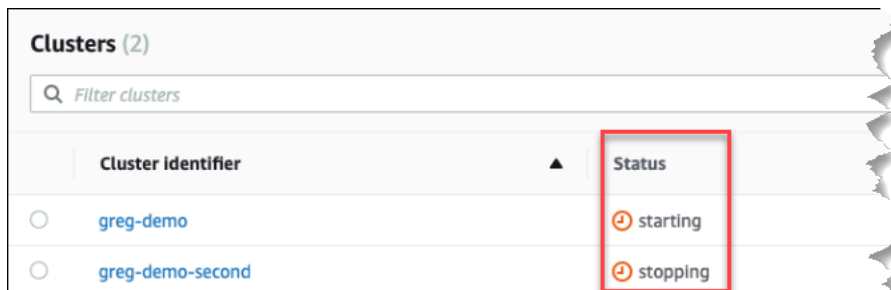 Clusters (2)
Filter clusters
Cluster identifier Status
greg-demo starting
greg-demo-second stopping